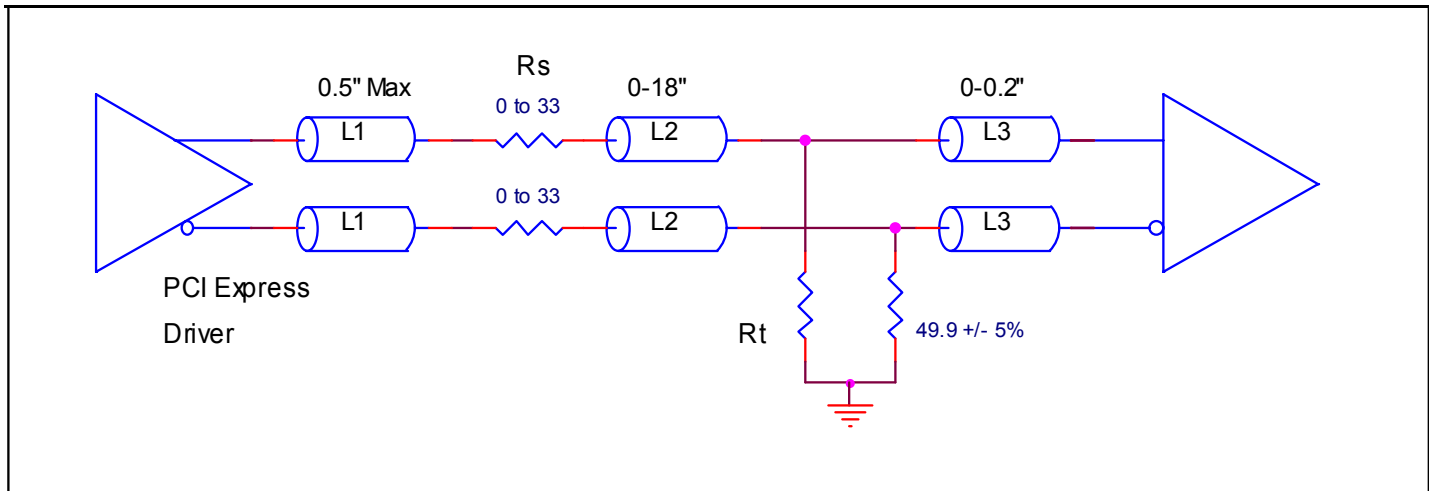 Rs
0.5" Max
0-18"
0-0.2"
0 to 33
L1
L2
L3
0 to 33
L1
L2
L3
PCI Express
Driver
Rt
49.9 +/- 5%